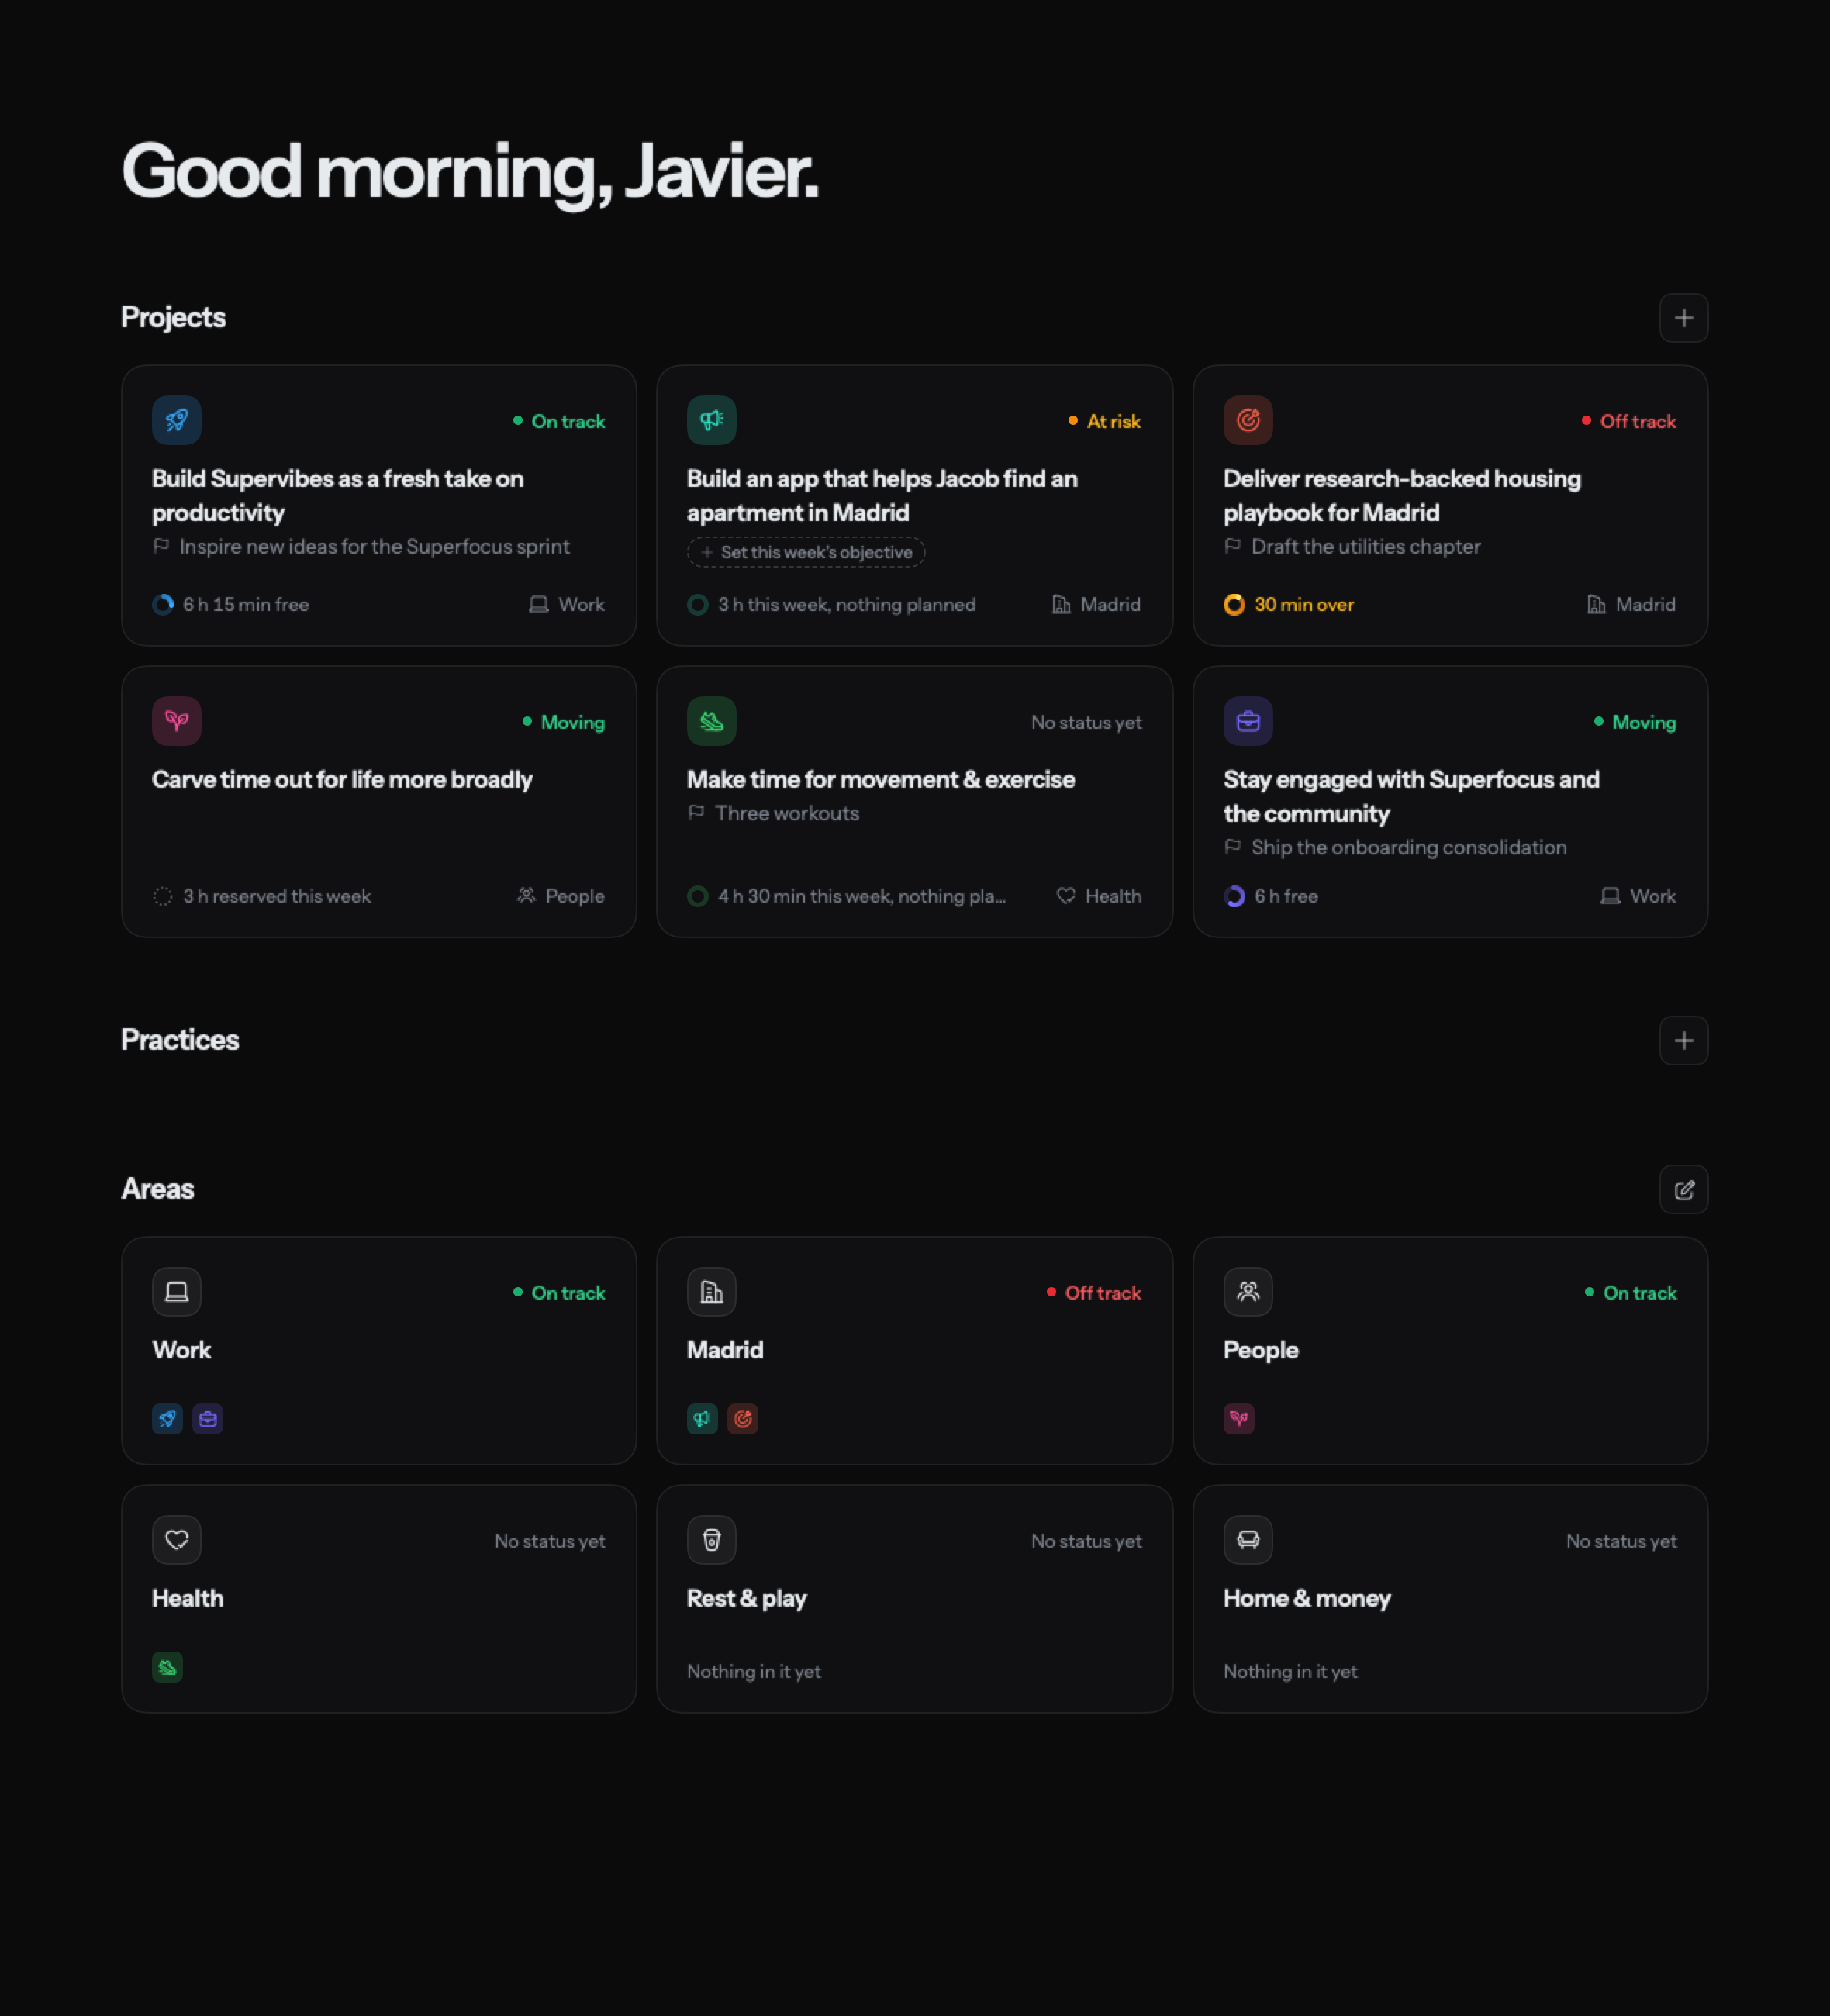 Good morning, Javier.
Projects
On track
Build Supervibes as a fresh take on
productivity
Inspire new ideas for the Superfocus sprint
6 h 15 min free
Work
At risk
Build an app that helps Jacob find an
apartment in Madrid
+ Set this week's objective
3 h this week, nothing planned
Madrid
Off track
Deliver research-backed housing
playbook for Madrid
Draft the utilities chapter
30 min over
Madrid
Moving
Carve time out for life more broadly
3 h reserved this week
People
No status yet
Make time for movement & exercise
Three workouts
4 h 30 min this week, nothing pla...
Health
Moving
Stay engaged with Superfocus and
the community
Ship the onboarding consolidation
6 h free
Work
Practices
Areas
On track
Work
Off track
Madrid
On track
People
No status yet
Health
No status yet
Rest & play
Nothing in it yet
No status yet
Home & money
Nothing in it yet